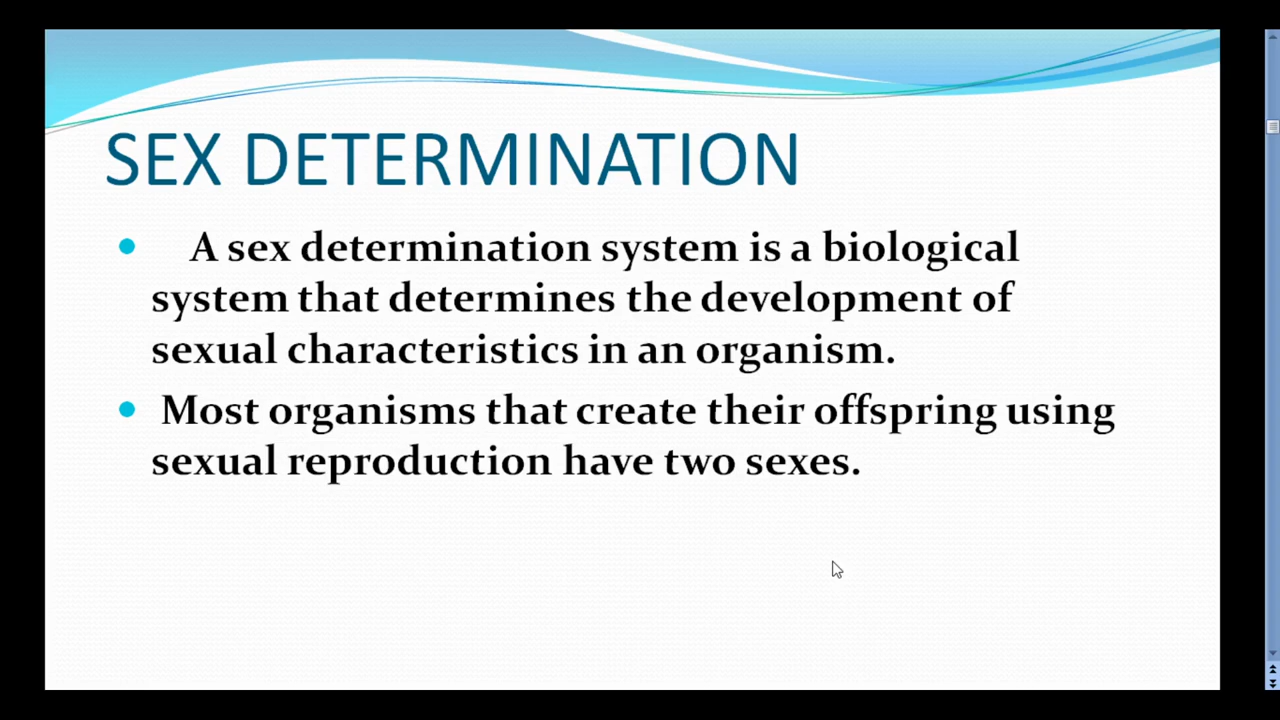 SEX DETERMINATION
A sex determination system is a biological
system that determines the development of
sexual characteristics in an organism.
Most organisms that create their offspring using
sexual reproduction have two sexes.